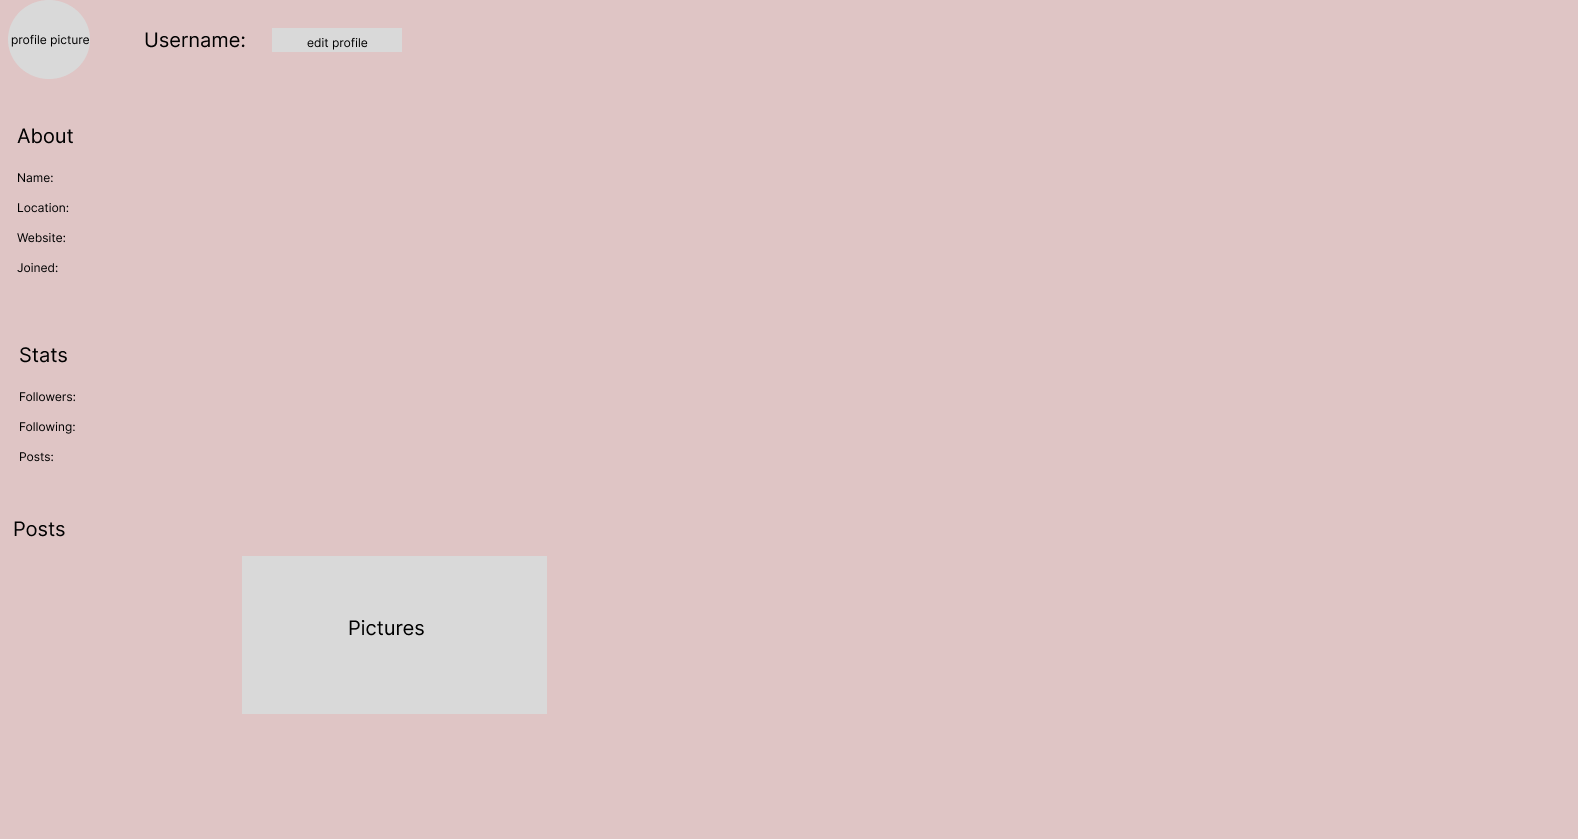 profile picture
Username:
edit profile
About
Name:
Location:
Website:
Joined:
Stats
Followers:
Following:
Posts:
Posts
Pictures